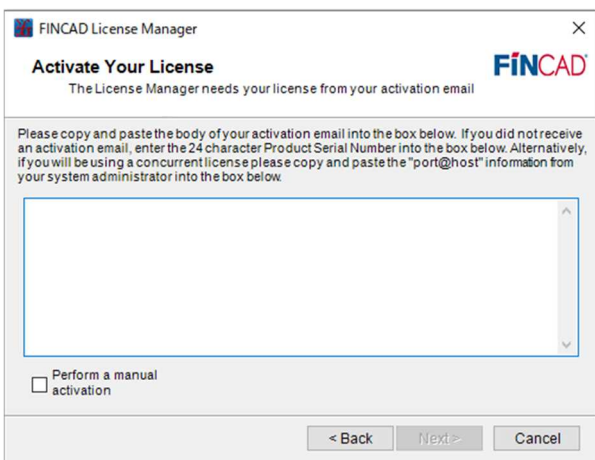 FINCAD License Manager
Activate Your License
FINCAD
The License Manager needs your license from your activation email
Please copy and paste the body of your activation email into the box below. If you did not receive
an activation email, enter the 24 character Product Serial Number into the box below. Alternatively,
if you will be using a concurrent license please copy and paste the "port@host" information from
your system administrator into the box below.
Perform a manual
activation
< Back
Next >
Cancel